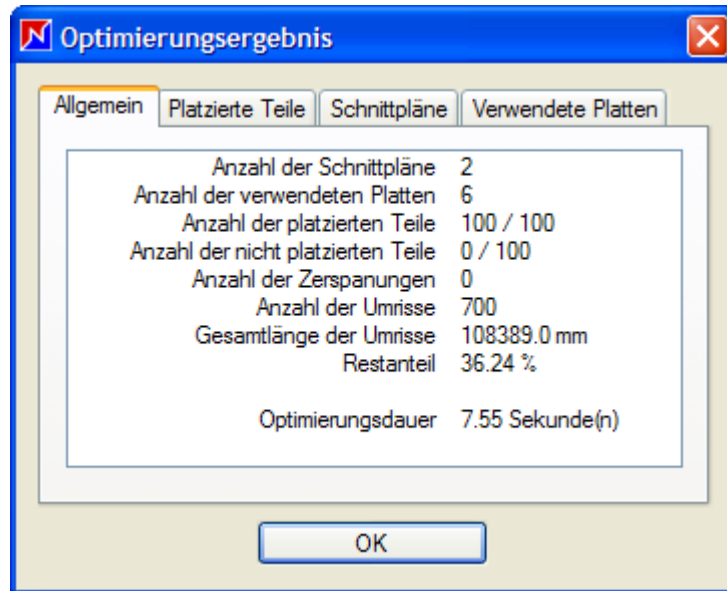 Optimierungsergebnis
Allgemein Platzierte Teile Schnittpläne Verwendete Platten
Anzahl der Schnittpläne 2
Anzahl der verwendeten Platten 6
Anzahl der platzierten Teile 100 / 100
Anzahl der nicht platzierten Teile 0 / 100
Anzahl der Zerspanungen 0
Anzahl der Umrisse 700
Gesamtlänge der Umrisse 108389.0 mm
Restanteil 36.24 %
Optimierungsdauer 7.55 Sekunde(n)
OK